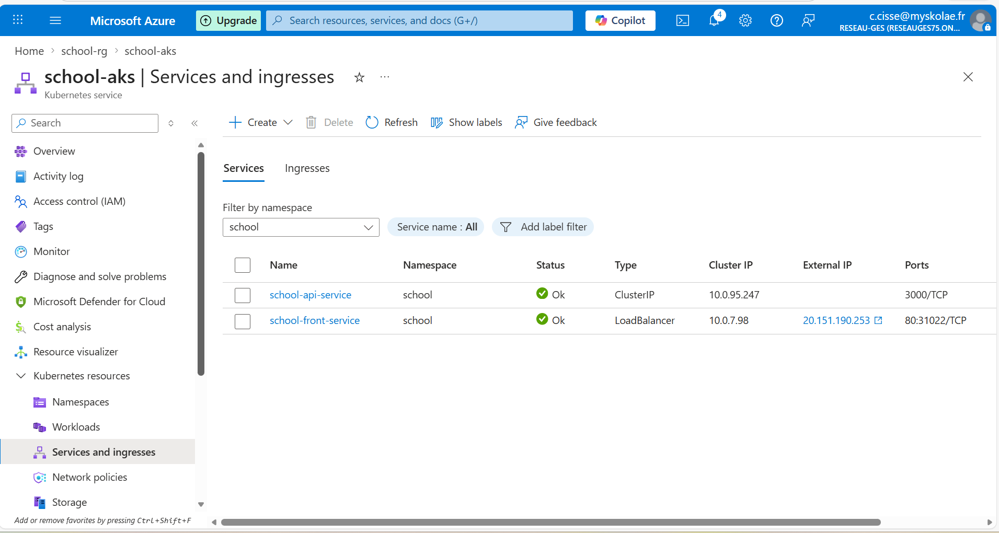 Microsoft Azure
Upgrade
Search resources, services, and docs (G+/)
Copilot
4
c.cisse@myskolae.fr
RESEAU-GES (RESEAUGES75.ON...
Home > school-rg > school-aks
school-aks | Services and ingresses
...
Kubernetes service
Search
Create
Delete
Refresh
Show labels
Give feedback
Overview
Activity log
Access control (IAM)
Tags
Monitor
Diagnose and solve problems
Microsoft Defender for Cloud
Cost analysis
Resource visualizer
Kubernetes resources
Namespaces
Workloads
Services and ingresses
Network policies
Storage
Add or remove favorites by pressing Ctrl+Shift+F
Services
Ingresses
Filter by namespace
school
Service name : All
Add label filter
Name Namespace Status Type Cluster IP External IP Ports
school-api-service school Ok ClusterIP 10.0.95.247 3000/TCP
school-front-service school Ok LoadBalancer 10.0.7.98 20.151.190.253 80:31022/TCP